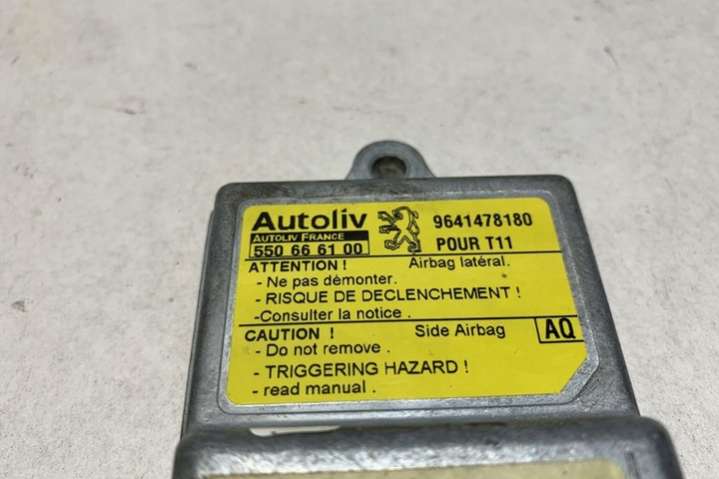 Autoliv
AUTOLIV FRANCE
550 66 61 00
9641478180
POUR T11
ATTENTION ! Airbag latéral.
- Ne pas démonter.
- RISQUE DE DECLENCHEMENT !
-Consulter la notice .
CAUTION ! Side Airbag AQ
- Do not remove .
- TRIGGERING HAZARD !
- read manual .